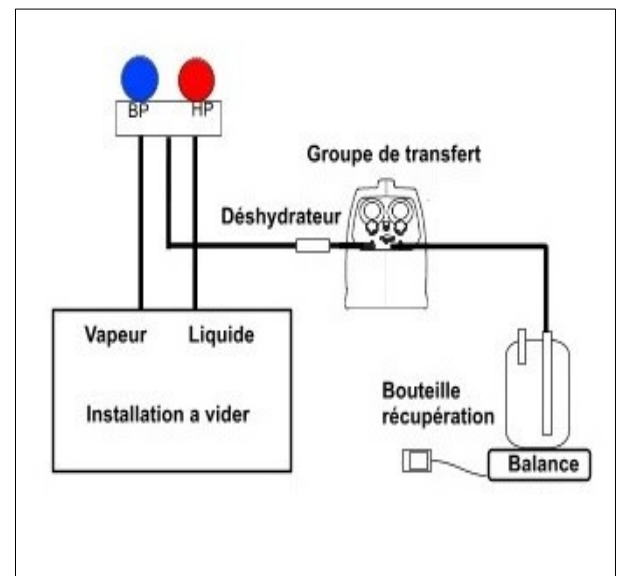 BP HP
Groupe de transfert
Déshydrateur
Vapeur Liquide
Installation a vider
Bouteille
récupération
Balance